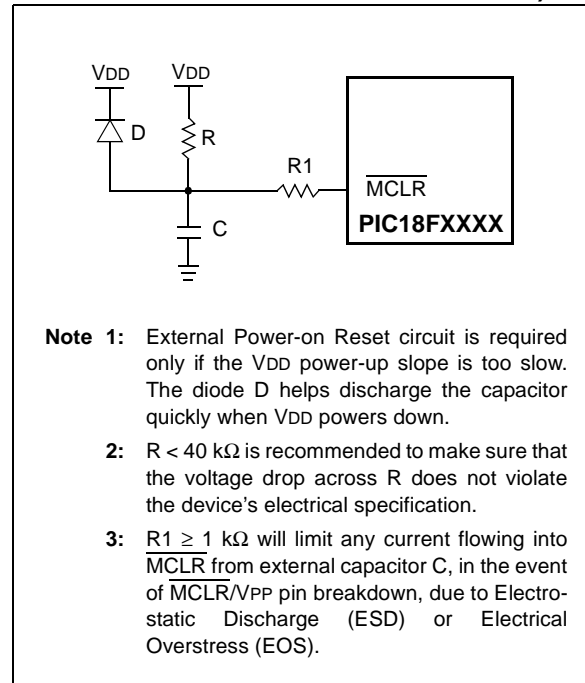 VDD VDD
D
R
R1
MCLR
PIC18FXXXX
C
Note 1: External Power-on Reset circuit is required
only if the VDD power-up slope is too slow.
The diode D helps discharge the capacitor
quickly when VDD powers down.
2: R < 40 kΩ is recommended to make sure that
the voltage drop across R does not violate
the device's electrical specification.
3: R1 ≥ 1 kΩ will limit any current flowing into
MCLR from external capacitor C, in the event
of MCLR/VPP pin breakdown, due to Electro-
static Discharge (ESD) or Electrical
Overstress (EOS).